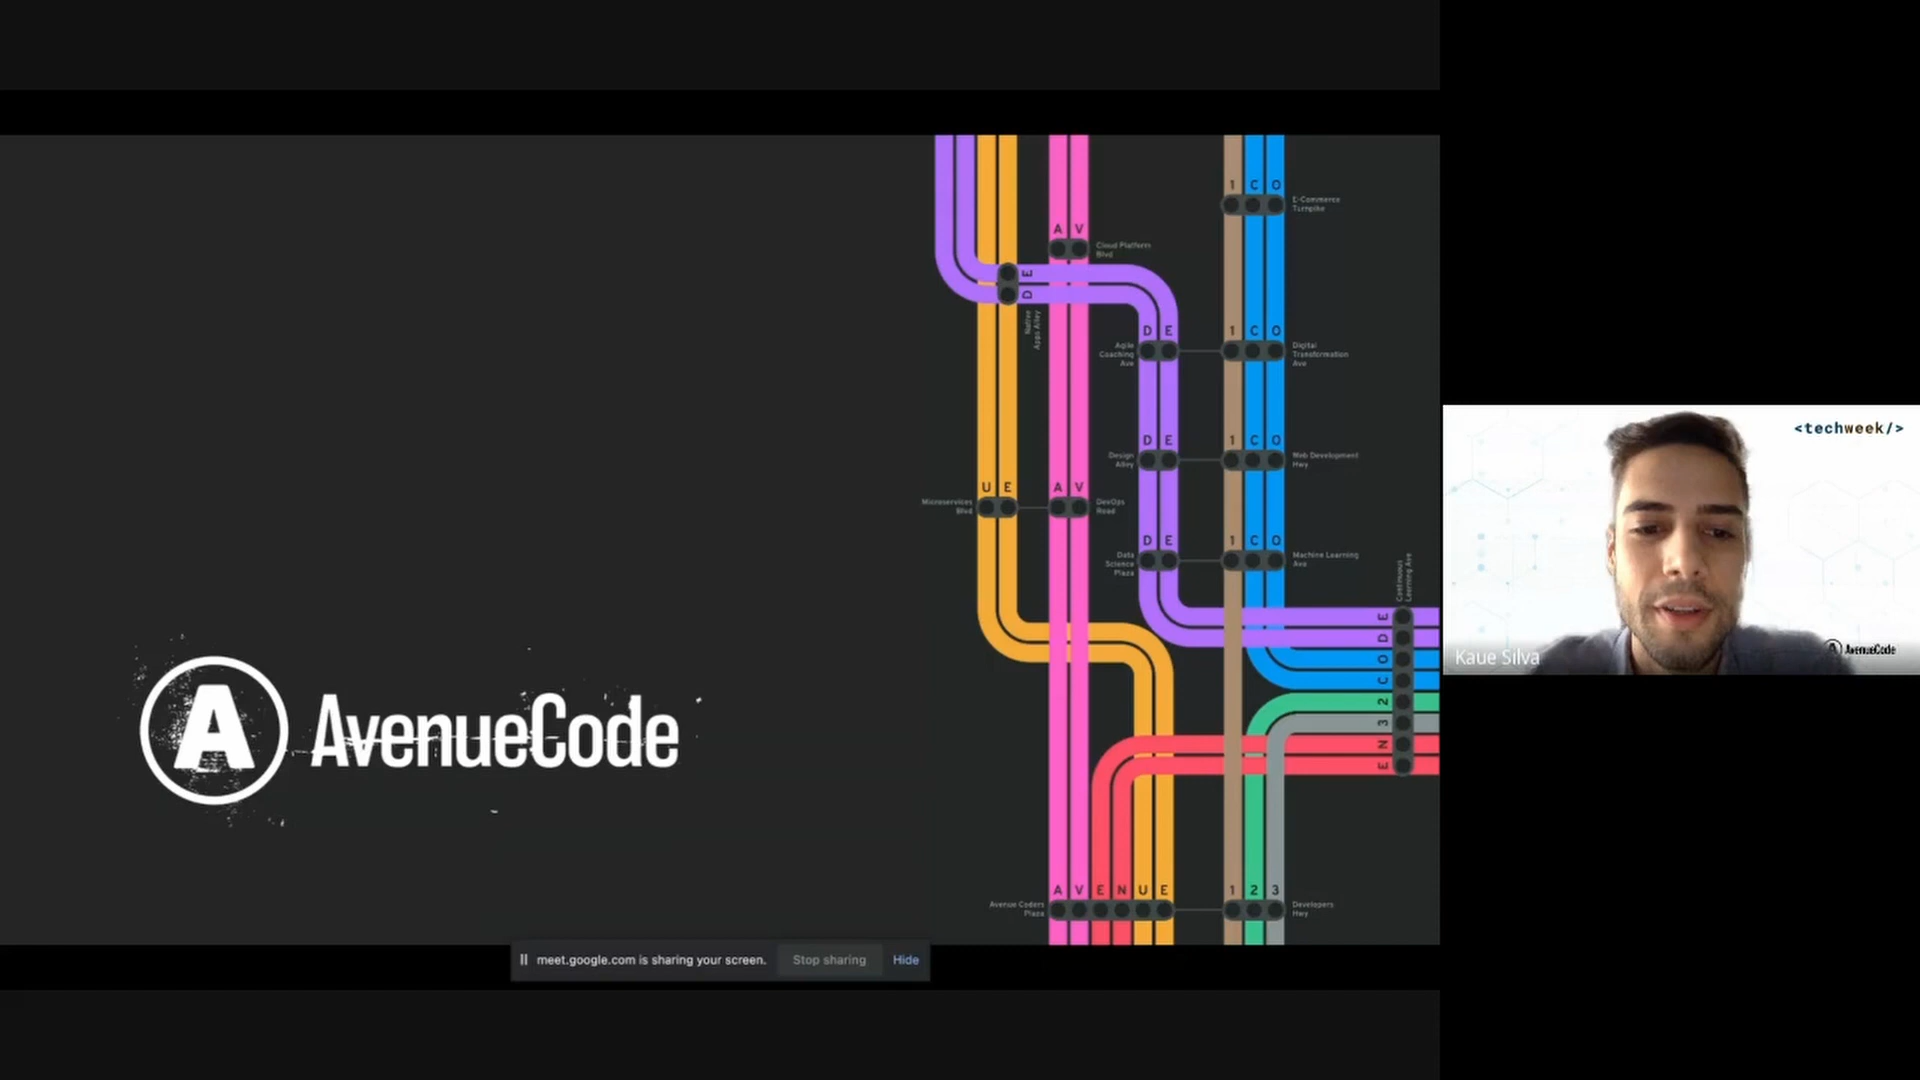 1 C O
E-Commerce
Turnpike
A V
Cloud Platform
Blvd
E
D
Native
Apps Alley
D E
1 C O
Agile
Coaching
Ave
Digital
Transformation
Ave
<techweek/>
D E
1 C O
Design
Alley
Web Development
Hwy
U E
A V
Microservices
Blvd
DevOps
Road
D E
1 C O
Data
Science
Plaza
Machine Learning
Ave
Continuous
Learning Ave
E
D
O
C
2
3
N
E
Kaue Silva
AvenueCode
A AvenueCode
A V E N U E
1 2 3
Avenue Coders
Plaza
Developers
Hwy
meet.google.com is sharing your screen.
Stop sharing
Hide